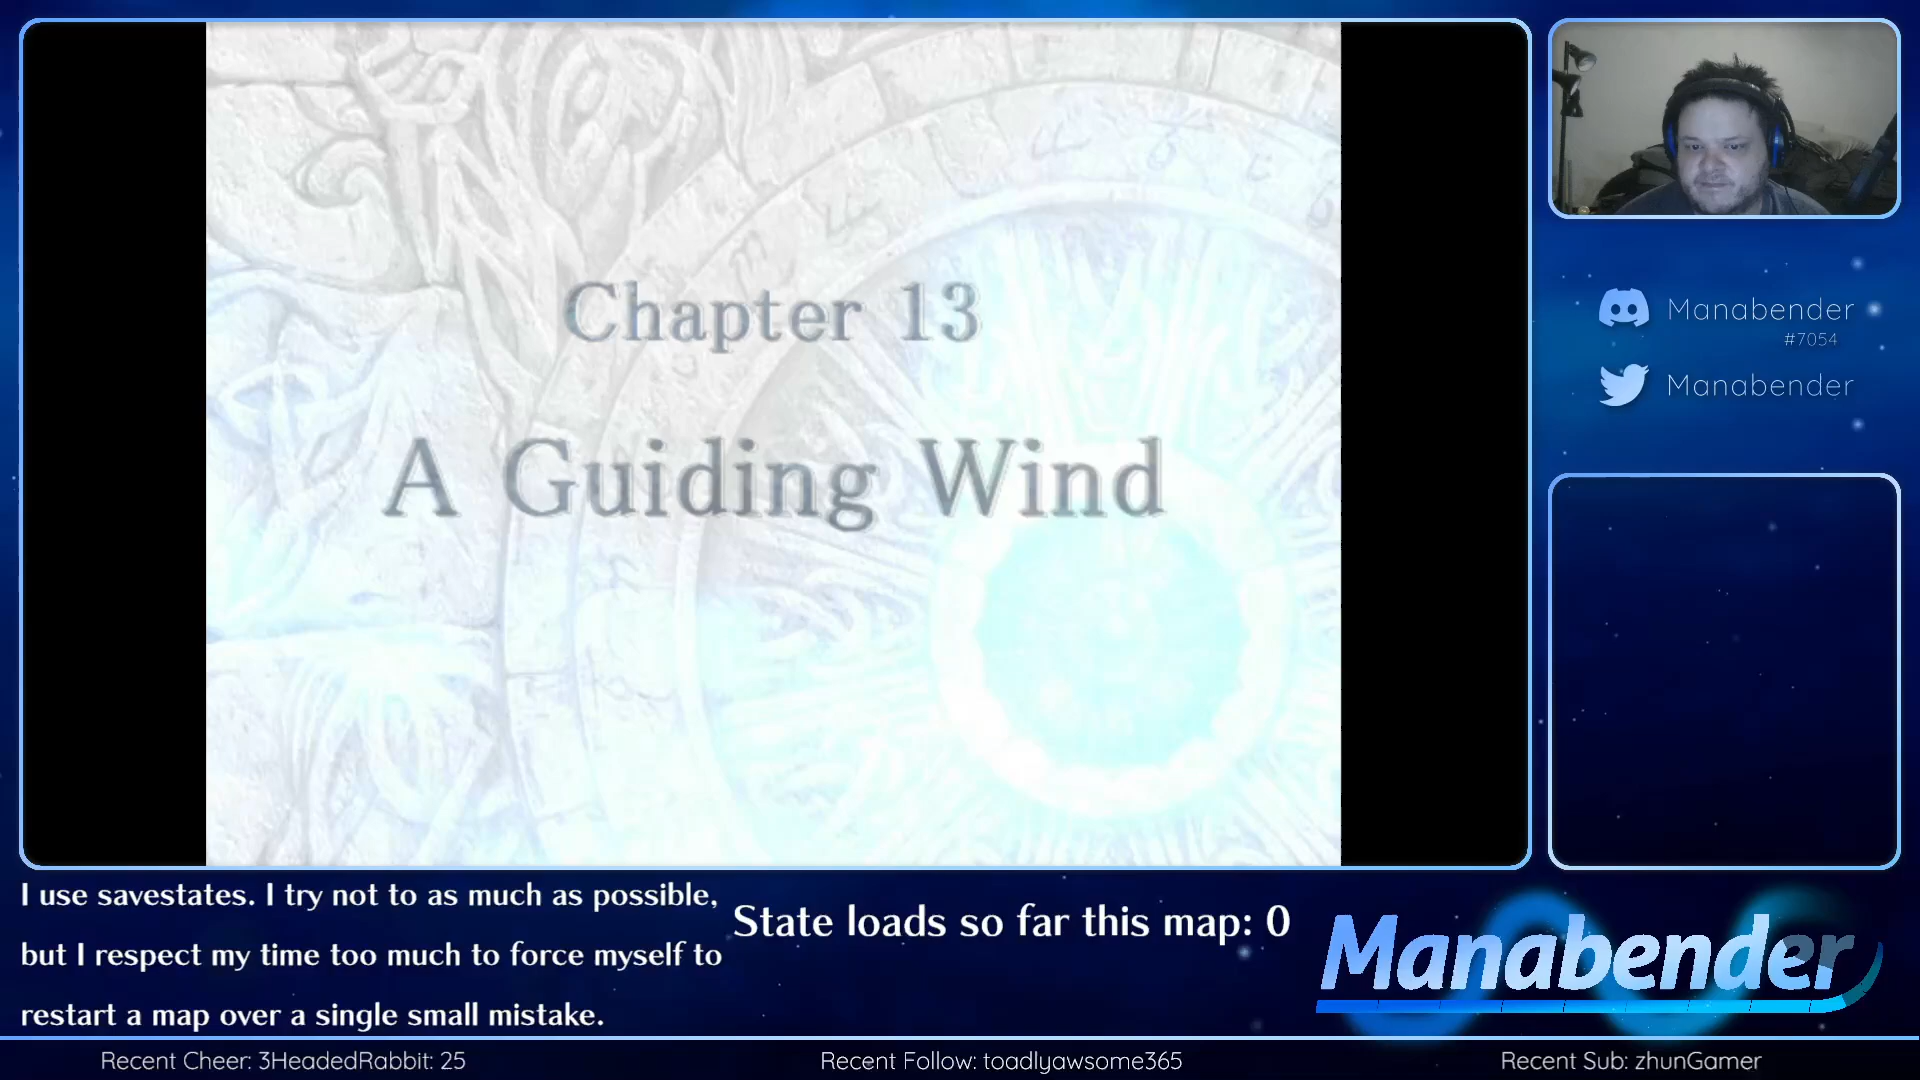 Chapter 13
A Guiding Wind
Manabender
#7054
Manabender
I use savestates. I try not to as much as possible,
but I respect my time too much to force myself to
restart a map over a single small mistake.
State loads so far this map: 0
Manabender
Recent Cheer: 3HeadedRabbit: 25
Recent Follow: toadlyawsome365
Recent Sub: zhunGamer